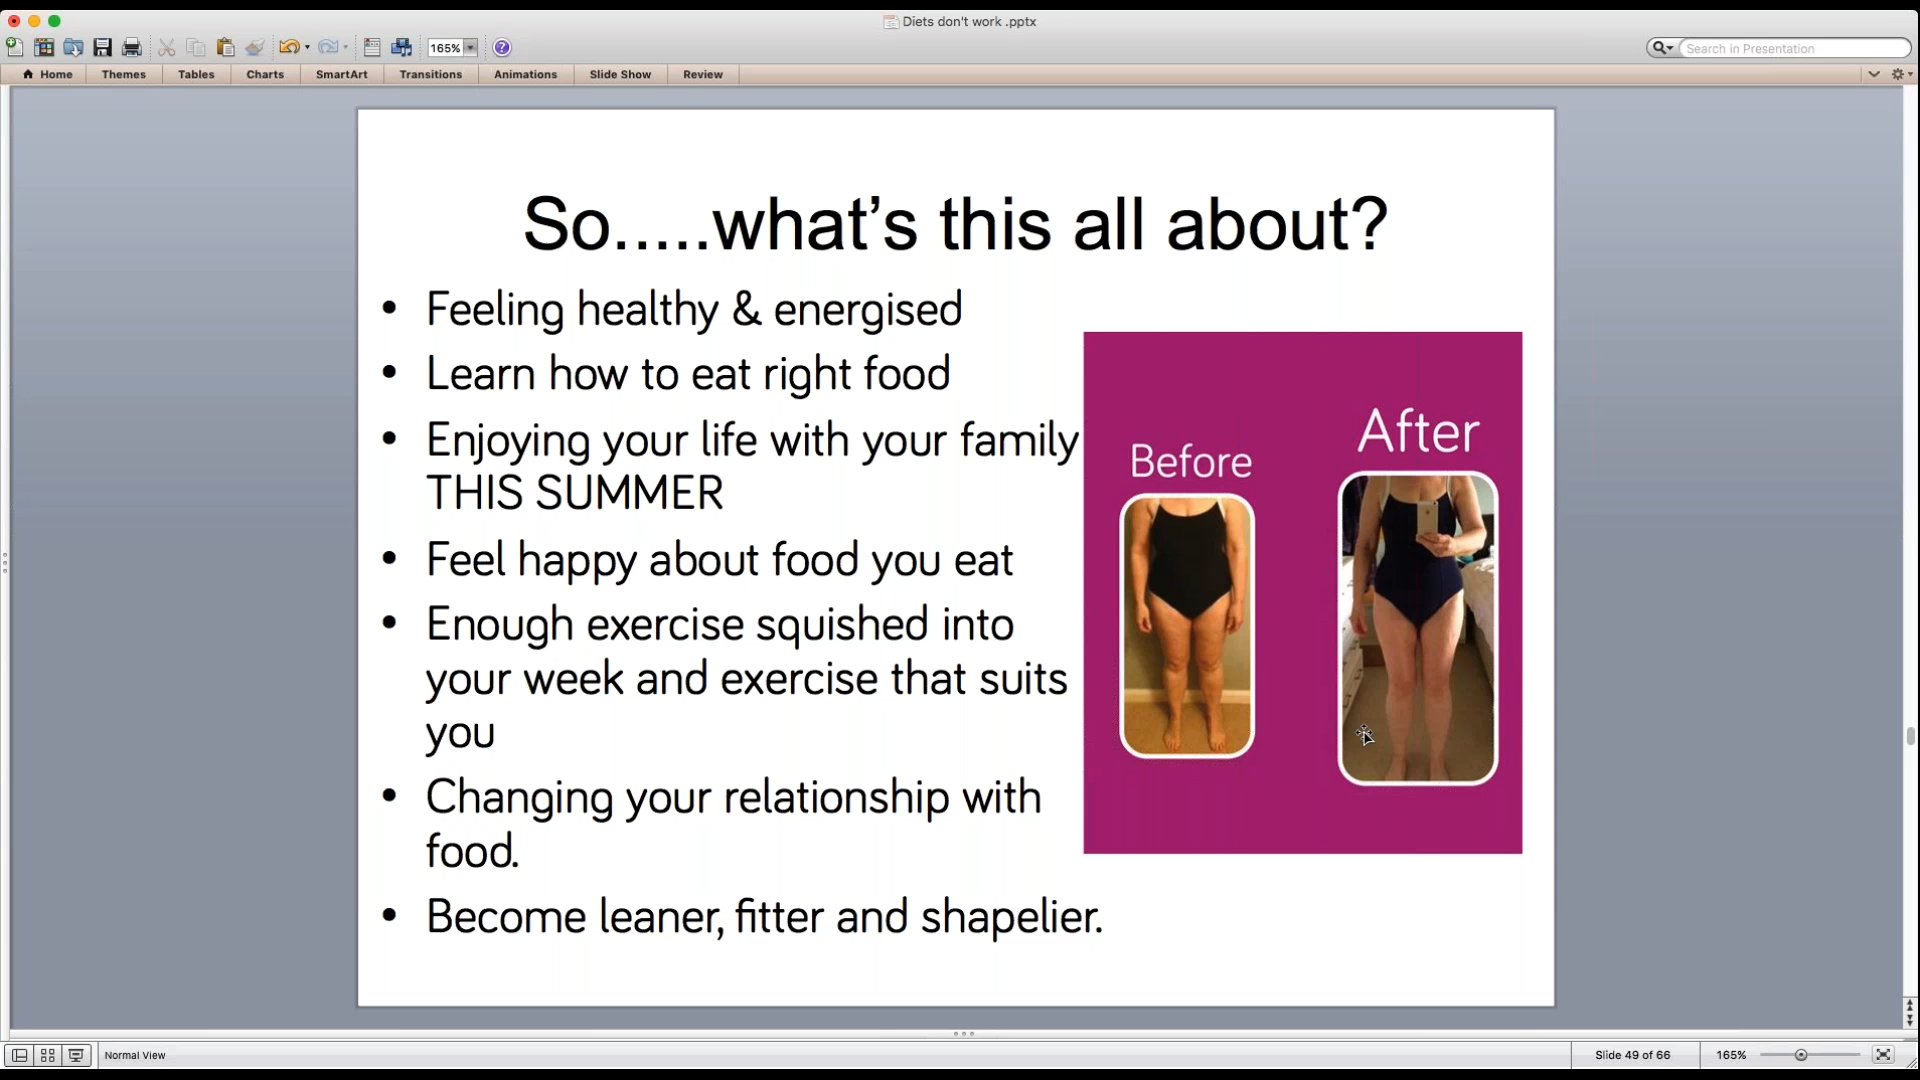 Diets don't work .pptx
165%
Search in Presentation
Home Themes Tables Charts SmartArt Transitions Animations Slide Show Review
So.....what’s this all about?
• Feeling healthy & energised
• Learn how to eat right food
• Enjoying your life with your family
THIS SUMMER
• Feel happy about food you eat
• Enough exercise squished into
your week and exercise that suits
you
• Changing your relationship with
food.
• Become leaner, fitter and shapelier.
Before
After
Normal View
Slide 49 of 66
165%